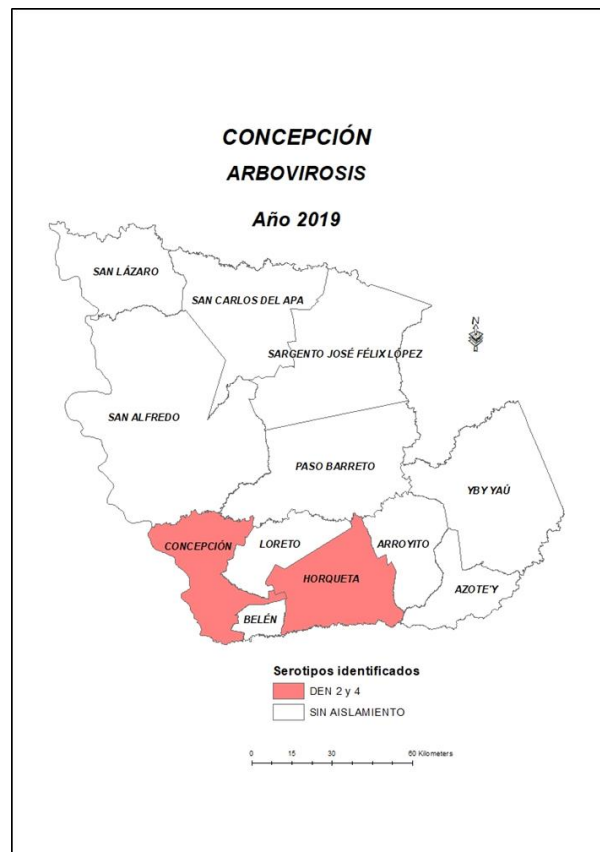 CONCEPCIÓN
ARBOVIROSIS
Año 2019
SAN LÁZARO
SAN CARLOS DEL APA
N
SARGENTO JOSÉ FÉLIX LÓPEZ
SAN ALFREDO
PASO BARRETO
YBY YAÚ
CONCEPCIÓN
LORETO
ARROYITO
HORQUETA
AZOTE'Y
BELÉN
Serotipos identificados
DEN 2 y 4
SIN AISLAMIENTO
0 15 30 60 Kilometers